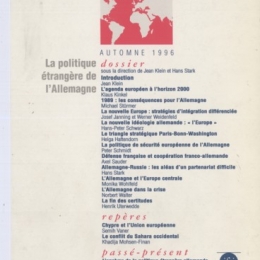 AUTOMNE 1996
La politique
étrangère de
l'Allemagne
dossier
sous la direction de Jean Klein et Hans Stark
Introduction
Jean Klein
L'agenda européen à l'horizon 2000
Klaus Kinkel
1989 : les conséquences pour l'Allemagne
Michael Stürmer
La nouvelle Europe : stratégies d'intégration différenciée
Josef Janning et Werner Weidenfeld
La nouvelle idéologie allemande : « l'Europe »
Hans-Peter Schwarz
Le triangle stratégique Paris-Bonn-Washington
Helga Haftendorn
La politique de sécurité européenne de l'Allemagne
Peter Schmidt
Défense française et coopération franco-allemande
Axel Sauder
Allemagne-Russie : les aléas d'un partenariat difficile
Hans Stark
L'Allemagne et l'Europe centrale
Monika Wohlfeld
L'Allemagne dans la crise
Norbert Walter
La fin des certitudes
Henrik Uterwedde
repères
Chypre et l'Union européenne
Semih Vaner
Le conflit du Sahara occidental
Khadija Mohsen-Finan
passé-présent